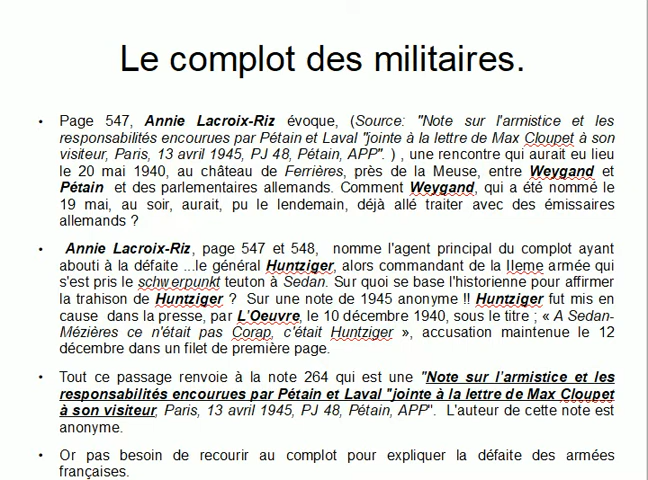 Le complot des militaires.
• Page 547, Annie Lacroix-Riz évoque, (Source: "Note sur l'armistice et les
responsabilités encourues par Pétain et Laval "jointe à la lettre de Max Cloupet à son
visiteur, Paris, 13 avril 1945, PJ 48, Pétain, APP". ) , une rencontre qui aurait eu lieu
le 20 mai 1940, au château de Ferrières, près de la Meuse, entre Weygand et
Pétain et des parlementaires allemands. Comment Weygand, qui a été nommé le
19 mai, au soir, aurait, pu le lendemain, déjà allé traiter avec des émissaires
allemands ?
• Annie Lacroix-Riz, page 547 et 548, nomme l'agent principal du complot ayant
abouti à la défaite ...le général Huntziger, alors commandant de la IIeme armée qui
s'est pris le schwerpunkt teuton à Sedan. Sur quoi se base l'historienne pour affirmer
la trahison de Huntziger ? Sur une note de 1945 anonyme !! Huntziger fut mis en
cause dans la presse, par L'Oeuvre, le 10 décembre 1940, sous le titre ; « A Sedan-
Mézières ce n'était pas Corap, c'était Huntziger », accusation maintenue le 12
décembre dans un filet de première page.
• Tout ce passage renvoie à la note 264 qui est une "Note sur l'armistice et les
responsabilités encourues par Pétain et Laval "jointe à la lettre de Max Cloupet
à son visiteur, Paris, 13 avril 1945, PJ 48, Pétain, APP". L'auteur de cette note est
anonyme.
• Or pas besoin de recourir au complot pour expliquer la défaite des armées
françaises.